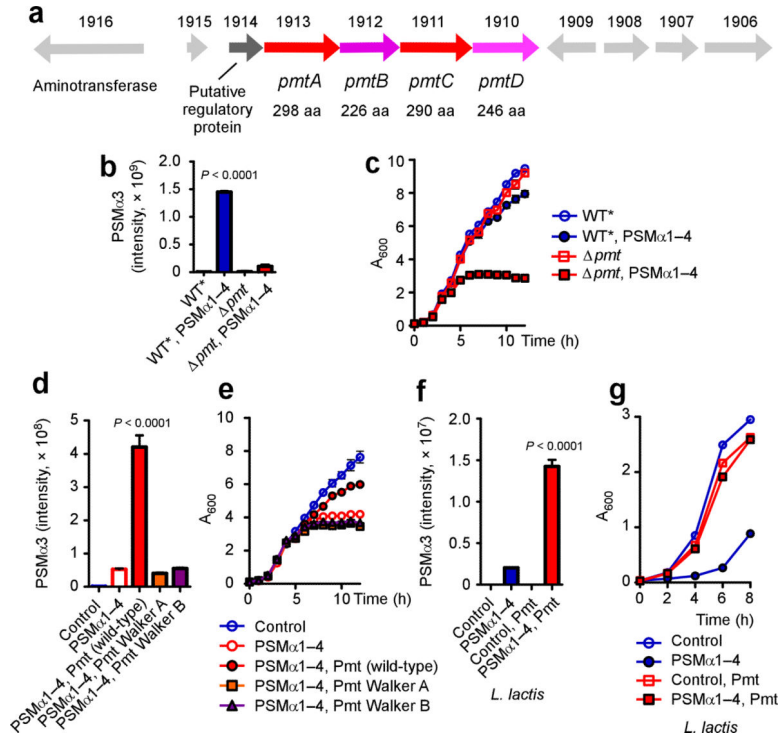 a
1916 1915 1914 1913 1912 1911 1910 1909 1908 1907 1906
Aminotransferase
Putative
regulatory
protein
pmtA pmtB pmtC pmtD
298 aa 226 aa 290 aa 246 aa
b
PSMα3
(intensity, × 10⁹)
2.0
1.5
1.0
0.5
0
P < 0.0001
WT*
WT*, PSMα1–4
Δpmt
Δpmt, PSMα1–4
c
A600
10
8
6
4
2
0
0 5 10 Time (h)
WT*
WT*, PSMα1–4
Δpmt
Δpmt, PSMα1–4
d
PSMα3 (intensity, × 10⁸)
5
4
3
2
1
0
P < 0.0001
Control
PSMα1–4
PSMα1–4, Pmt (wild-type)
PSMα1–4, Pmt Walker A
PSMα1–4, Pmt Walker B
e
A600
10
8
6
4
2
0
0 5 10 Time (h)
Control
PSMα1–4
PSMα1–4, Pmt (wild-type)
PSMα1–4, Pmt Walker A
PSMα1–4, Pmt Walker B
f
PSMα3 (intensity, × 10⁷)
2.0
1.5
1.0
0.5
0
P < 0.0001
Control
PSMα1–4
Control, Pmt
PSMα1–4, Pmt
L. lactis
g
A600
3
2
1
0
0 2 4 6 8
Time (h)
Control
PSMα1–4
Control, Pmt
PSMα1–4, Pmt
L. lactis